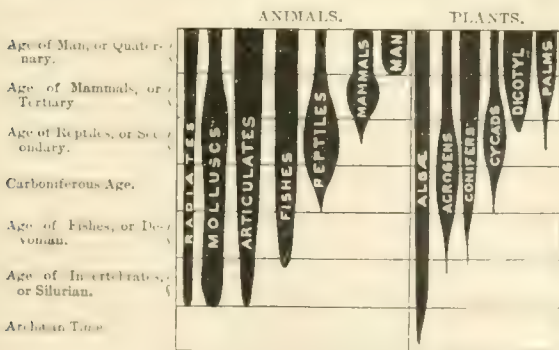 ANIMALS. PLANTS.
Age of Man, or Quater-
nary.
Age of Mammals, or
Tertiary
Age of Reptiles, or Sec
ondary.
Carboniferous Age.
Age of Fishes, or De-
vonian.
Age of Invertebrates,
or Silurian.
Archæan Time
RADIATES
MOLLUSCS
ARTICULATES
FISHES
REPTILES
MAMMALS
MAN
ALGÆ
ACROGENS
CONIFERS
CYCADS
DICOTYL
PALMS